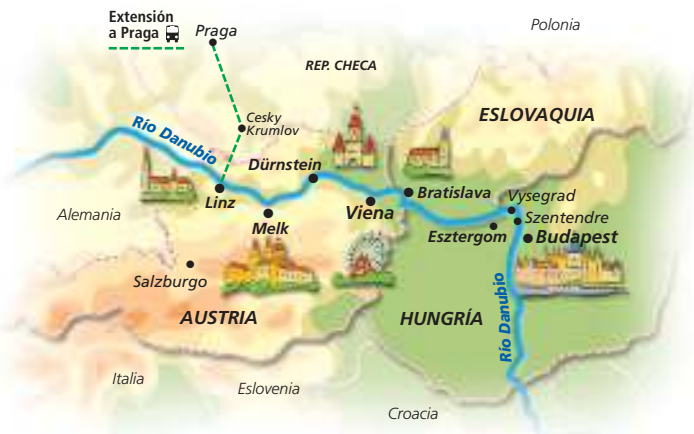 Extensión
a Praga
Praga
Polonia
REP. CHECA
ESLOVAQUIA
Cesky
Krumlov
Río Danubio
Dürnstein
Linz
Bratislava
Vysegrad
Viena
Szentendre
Alemania
Melk
Esztergom
Budapest
Salzburgo
AUSTRIA
HUNGRÍA
Río Danubio
Italia
Eslovenia
Croacia